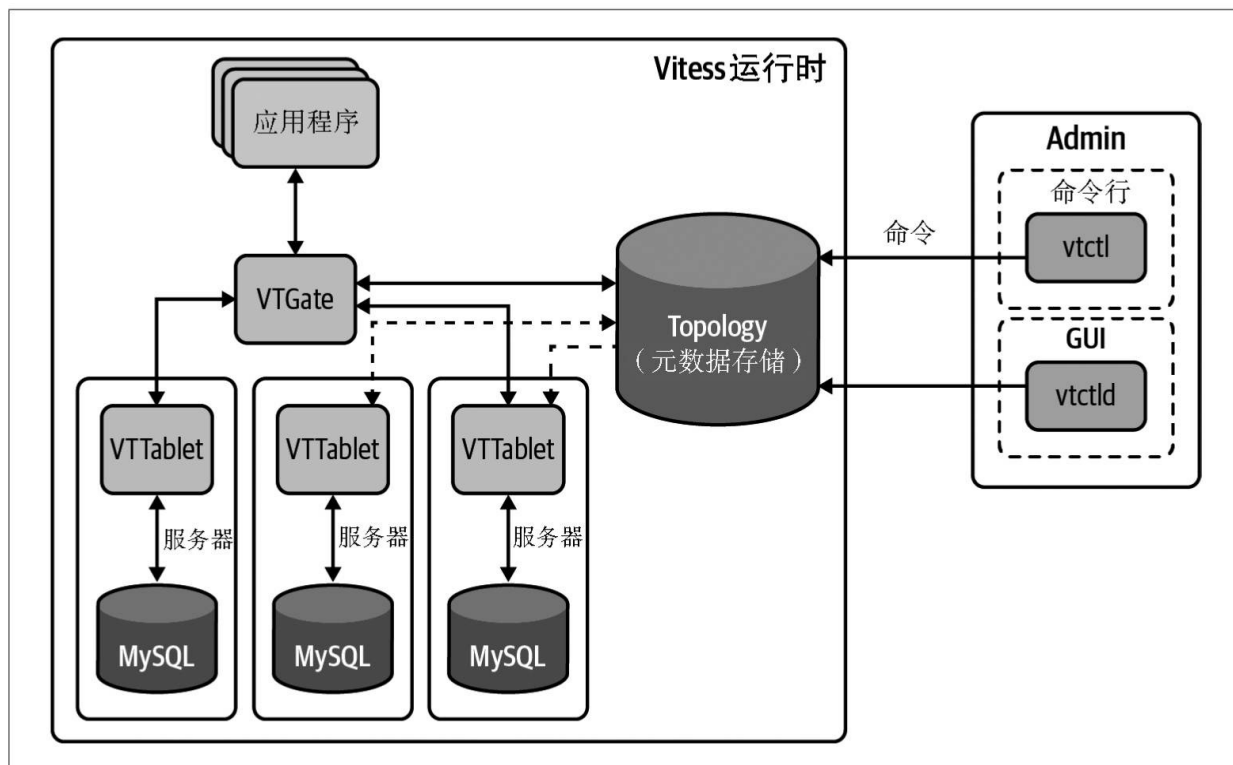 Vitess运行时
应用程序
Admin
命令行
命令
vtctl
VTGate
Topology
（元数据存储）
GUI
vtctld
VTTablet
VTTablet
VTTablet
服务器
服务器
服务器
MySQL
MySQL
MySQL